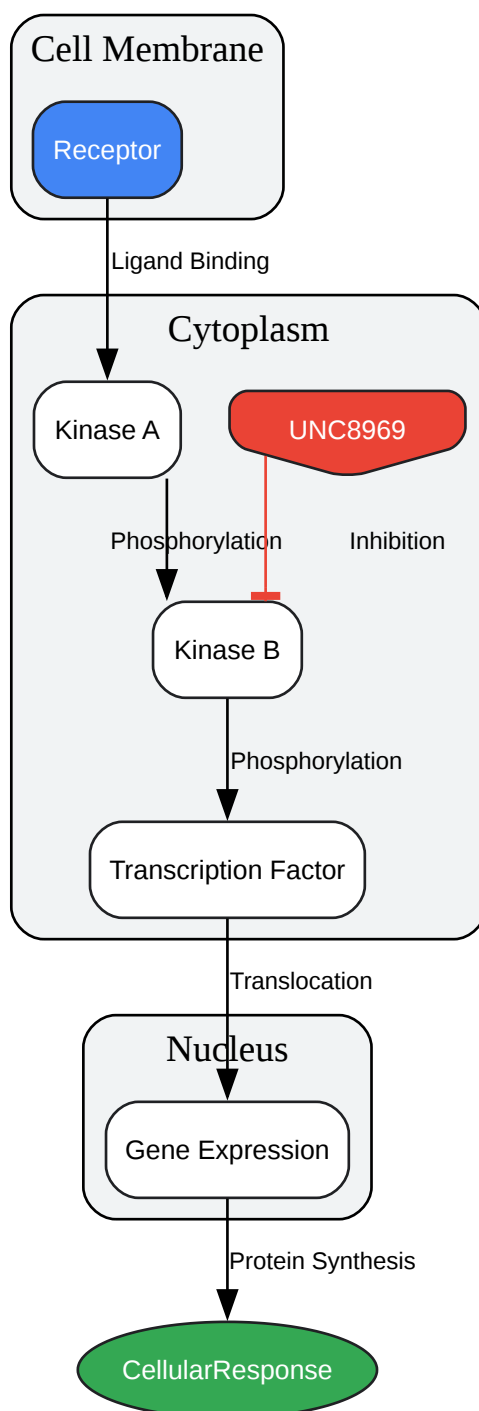 Cell Membrane
Receptor
Ligand Binding
Cytoplasm
Kinase A
UNC8969
Phosphorylation
Inhibition
Kinase B
Phosphorylation
Transcription Factor
Translocation
Nucleus
Gene Expression
Protein Synthesis
CellularResponse